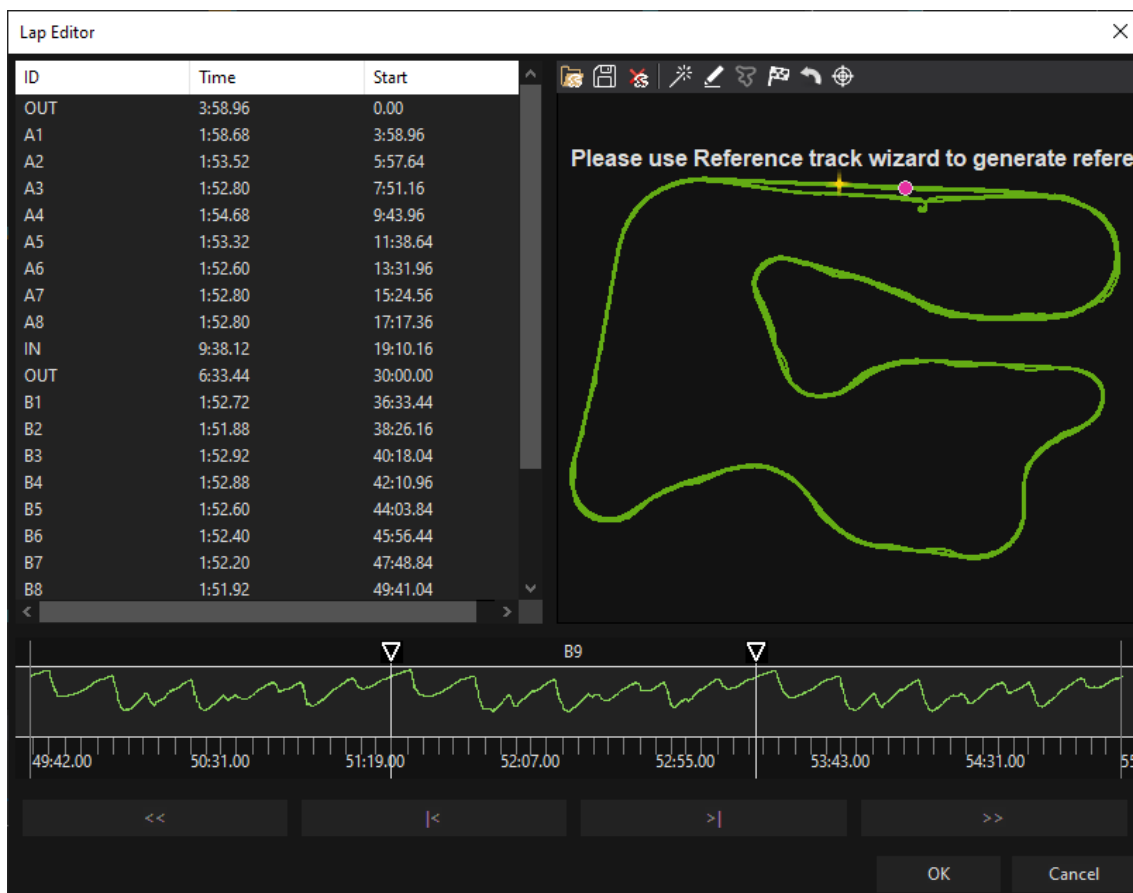 Lap Editor
ID Time Start
OUT 3:58.96 0.00
A1 1:58.68 3:58.96
A2 1:53.52 5:57.64
A3 1:52.80 7:51.16
A4 1:54.68 9:43.96
A5 1:53.32 11:38.64
A6 1:52.60 13:31.96
A7 1:52.80 15:24.56
A8 1:52.80 17:17.36
IN 9:38.12 19:10.16
OUT 6:33.44 30:00.00
B1 1:52.72 36:33.44
B2 1:51.88 38:26.16
B3 1:52.92 40:18.04
B4 1:52.88 42:10.96
B5 1:52.60 44:03.84
B6 1:52.40 45:56.44
B7 1:52.20 47:48.84
B8 1:51.92 49:41.04
Please use Reference track wizard to generate refere
B9
49:42.00 50:31.00 51:19.00 52:07.00 52:55.00 53:43.00 54:31.00 55
<< |< >| >>
OK Cancel